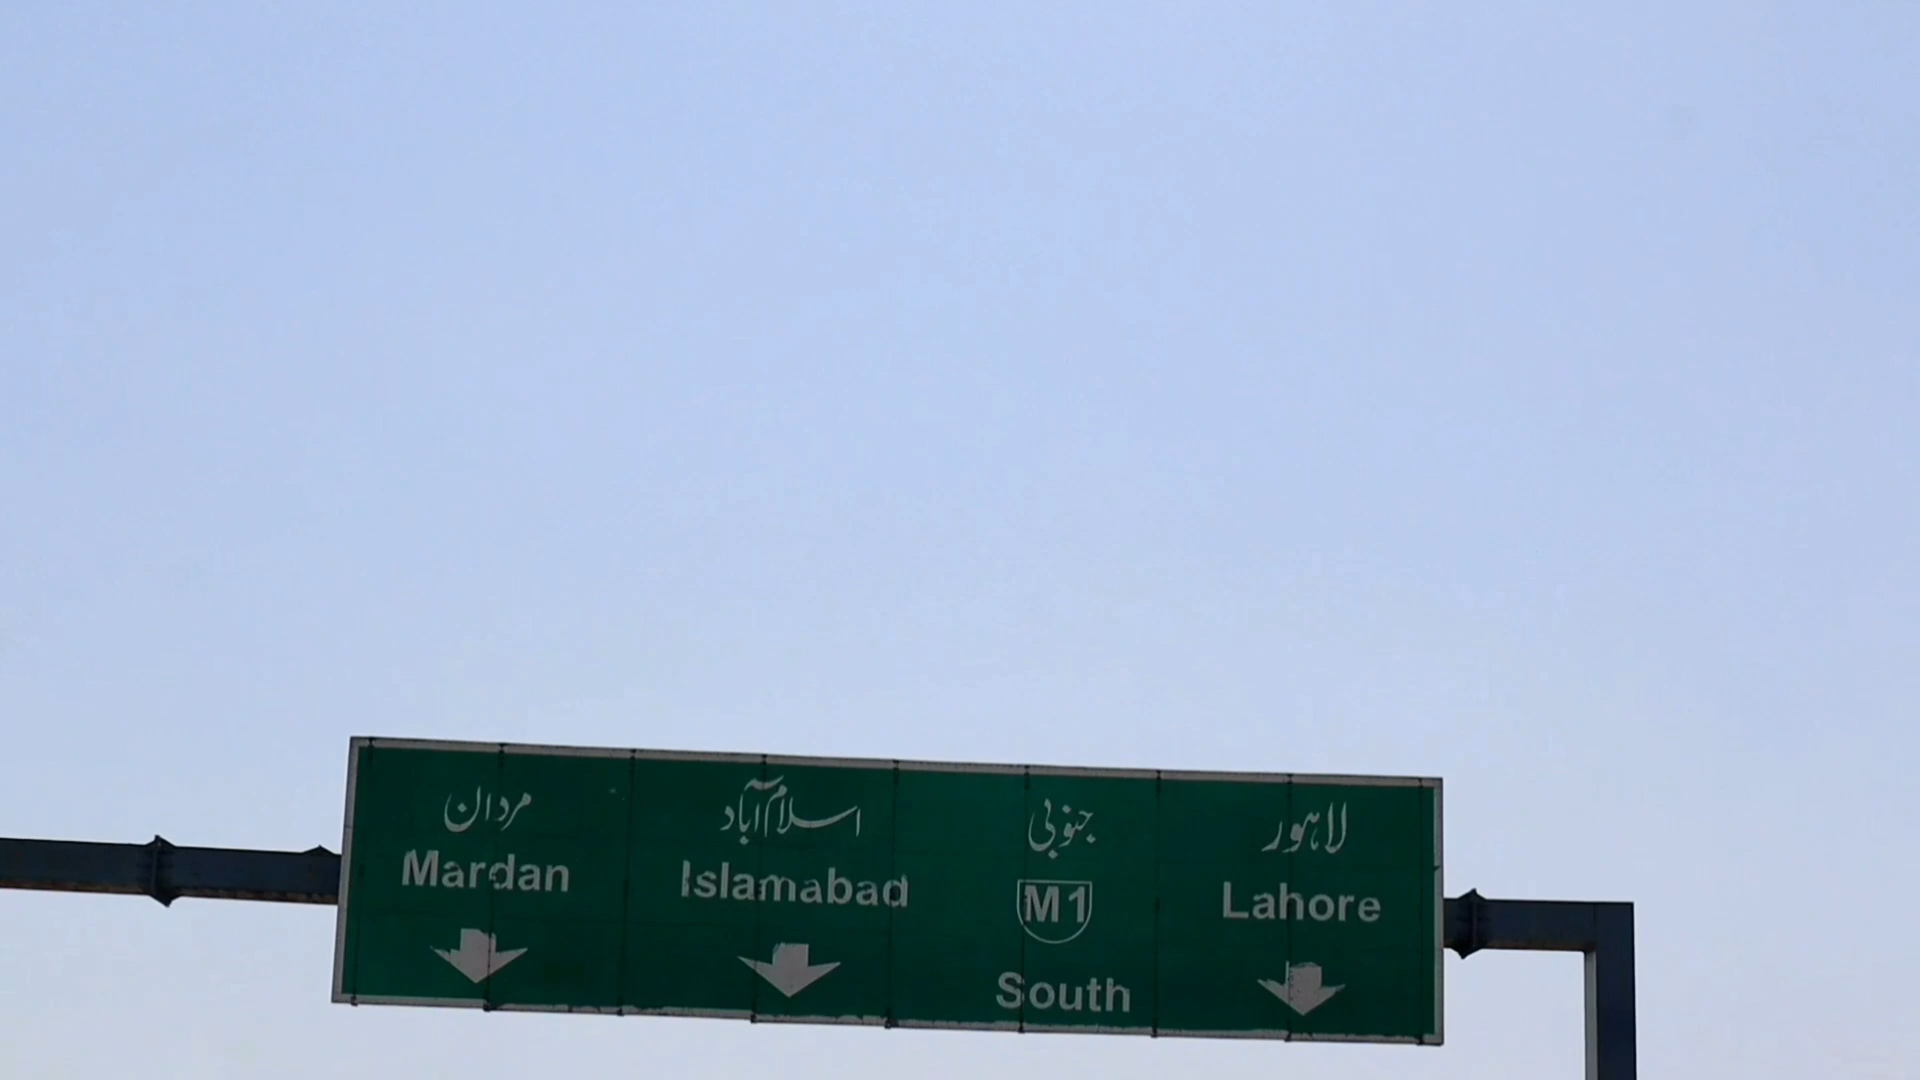 مردان
Mardan
اسلام آباد
Islamabad
جنوبی
M1
South
لاہور
Lahore